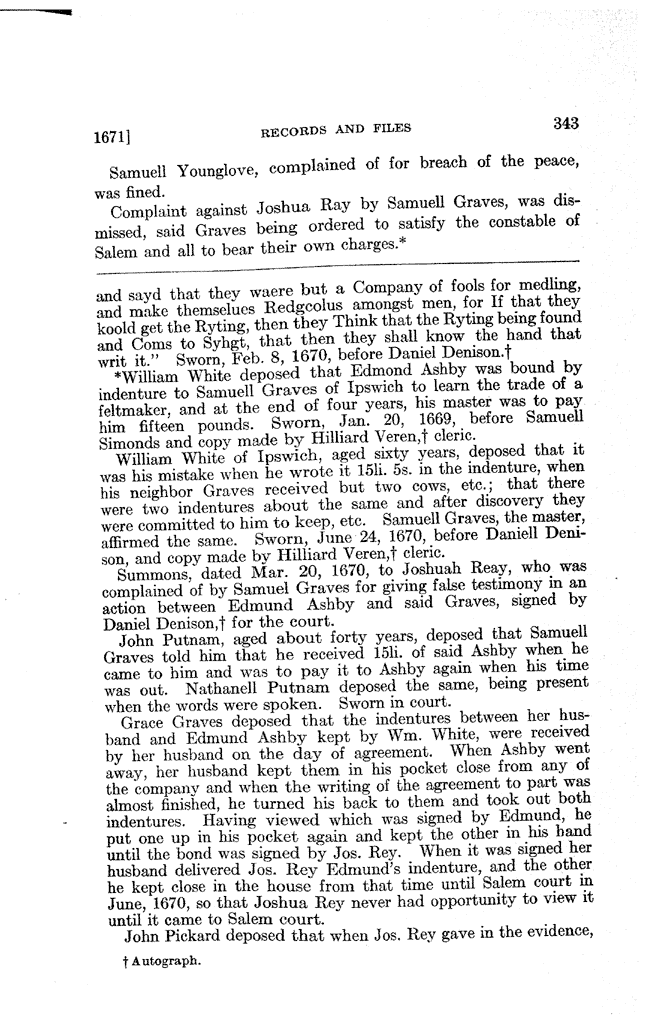 1671] RECORDS AND FILES 343
Samuell Younglove, complained of for breach of the peace,
was fined.
Complaint against Joshua Ray by Samuell Graves, was dis-
missed, said Graves being ordered to satisfy the constable of
Salem and all to bear their own charges.*
and sayd that they waere but a Company of fools for medling,
and make themselues Redgcolus amongst men, for If that they
koold get the Ryting, then they Think that the Ryting being found
and Coms to Syhgt, that then they shall know the hand that
writ it." Sworn, Feb. 8, 1670, before Daniel Denison.†
*William White deposed that Edmond Ashby was bound by
indenture to Samuell Graves of Ipswich to learn the trade of a
feltmaker, and at the end of four years, his master was to pay
him fifteen pounds. Sworn, Jan. 20, 1669, before Samuell
Simonds and copy made by Hilliard Veren,† cleric.
William White of Ipswich, aged sixty years, deposed that it
was his mistake when he wrote it 15li. 5s. in the indenture, when
his neighbor Graves received but two cows, etc.; that there
were two indentures about the same and after discovery they
were committed to him to keep, etc. Samuell Graves, the master,
affirmed the same. Sworn, June 24, 1670, before Daniell Deni-
son, and copy made by Hilliard Veren,† cleric.
Summons, dated Mar. 20, 1670, to Joshuah Reay, who was
complained of by Samuel Graves for giving false testimony in an
action between Edmund Ashby and said Graves, signed by
Daniel Denison,† for the court.
John Putnam, aged about forty years, deposed that Samuell
Graves told him that he received 15li. of said Ashby when he
came to him and was to pay it to Ashby again when his time
was out. Nathanell Putnam deposed the same, being present
when the words were spoken. Sworn in court.
Grace Graves deposed that the indentures between her hus-
band and Edmund Ashby kept by Wm. White, were received
by her husband on the day of agreement. When Ashby went
away, her husband kept them in his pocket close from any of
the company and when the writing of the agreement to part was
almost finished, he turned his back to them and took out both
indentures. Having viewed which was signed by Edmund, he
put one up in his pocket again and kept the other in his hand
until the bond was signed by Jos. Rey. When it was signed her
husband delivered Jos. Rey Edmund's indenture, and the other
he kept close in the house from that time until Salem court in
June, 1670, so that Joshua Rey never had opportunity to view it
until it came to Salem court.
John Pickard deposed that when Jos. Rey gave in the evidence,
† Autograph.